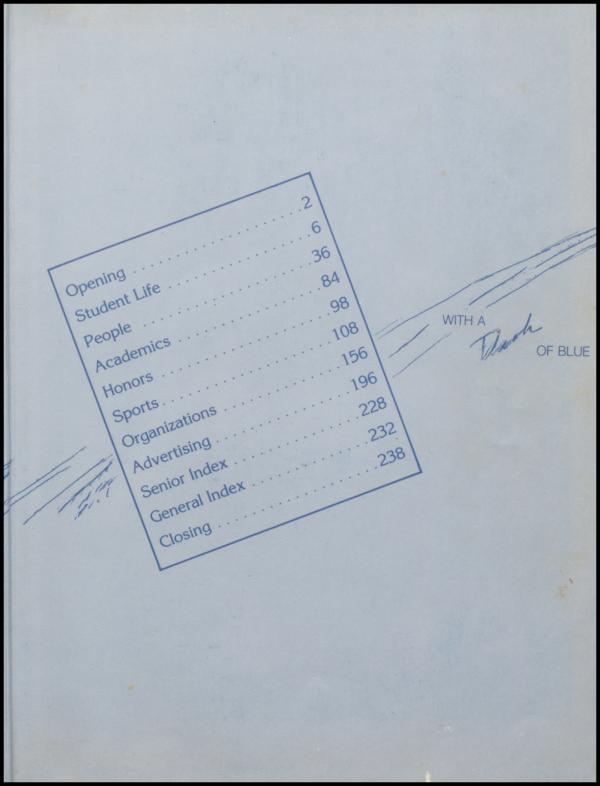 Opening . . . . . . . . . . . . . . . . . . . . . 2
Student Life . . . . . . . . . . . . . . . . . . 6
People . . . . . . . . . . . . . . . . . . . . . 36
Academics . . . . . . . . . . . . . . . . . . 84
Honors . . . . . . . . . . . . . . . . . . . . . 98
Sports . . . . . . . . . . . . . . . . . . . . . 108
Organizations . . . . . . . . . . . . . . . 156
Advertising . . . . . . . . . . . . . . . . . 196
Senior Index . . . . . . . . . . . . . . . . 228
General Index . . . . . . . . . . . . . . 232
Closing . . . . . . . . . . . . . . . . . . . . 238
WITH A
Dash
OF BLUE